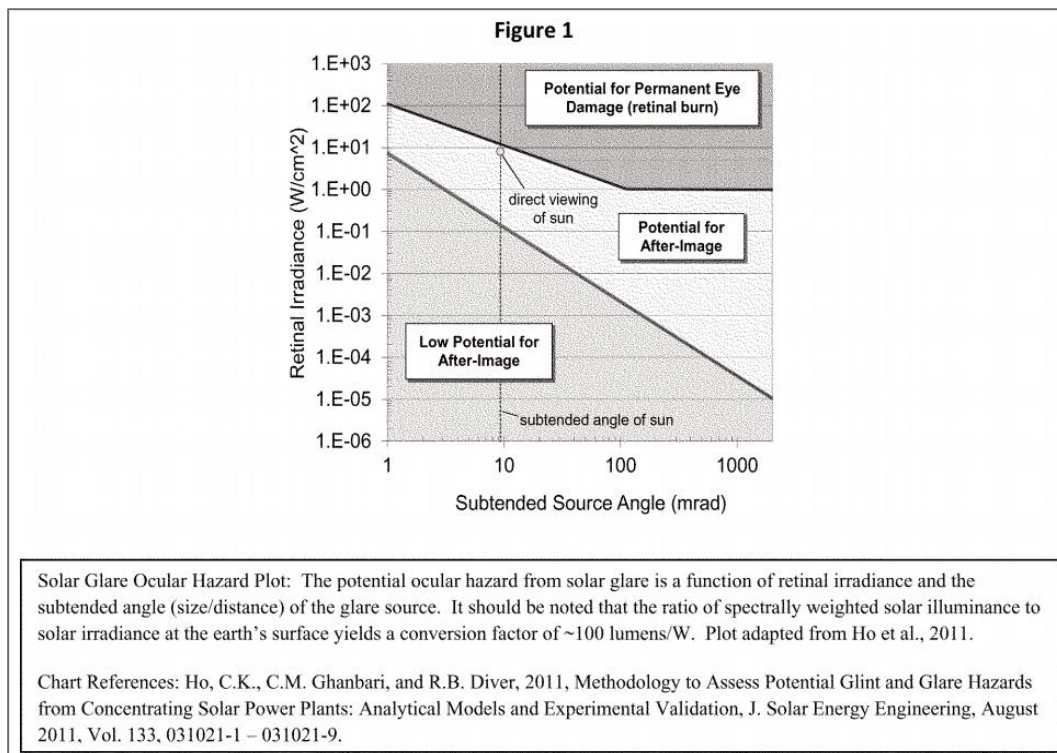 Figure 1
1.E+03
1.E+02
1.E+01
1.E+00
1.E-01
1.E-02
1.E-03
1.E-04
1.E-05
1.E-06
Retinal Irradiance (W/cm^2)
Potential for Permanent Eye
Damage (retinal burn)
direct viewing
of sun
Potential for
After-Image
Low Potential for
After-Image
subtended angle of sun
1
10
100
1000
Subtended Source Angle (mrad)
Solar Glare Ocular Hazard Plot: The potential ocular hazard from solar glare is a function of retinal irradiance and the
subtended angle (size/distance) of the glare source. It should be noted that the ratio of spectrally weighted solar illuminance to
solar irradiance at the earth's surface yields a conversion factor of ~100 lumens/W. Plot adapted from Ho et al., 2011.
Chart References: Ho, C.K., C.M. Ghanbari, and R.B. Diver, 2011, Methodology to Assess Potential Glint and Glare Hazards
from Concentrating Solar Power Plants: Analytical Models and Experimental Validation, J. Solar Energy Engineering, August
2011, Vol. 133, 031021-1 – 031021-9.